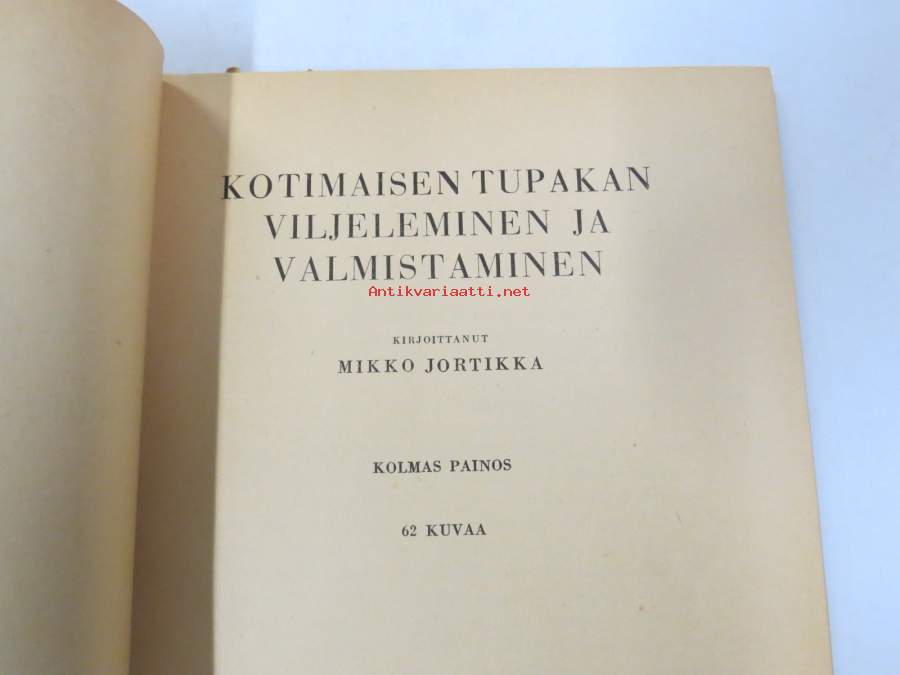 KOTIMAISEN TUPAKAN
VILJELEMINEN JA
VALMISTAMINEN
Antikvariaatti.net
KIRJOITTANUT
MIKKO JORTIKKA
KOLMAS PAINOS
62 KUVAA